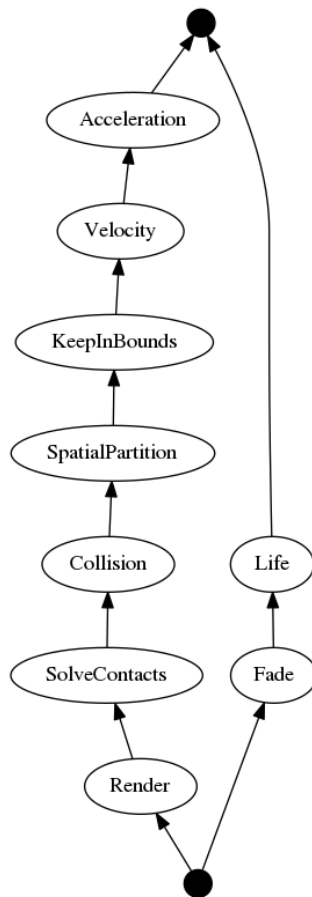 Acceleration
Velocity
KeepInBounds
SpatialPartition
Collision
Life
SolveContacts
Fade
Render